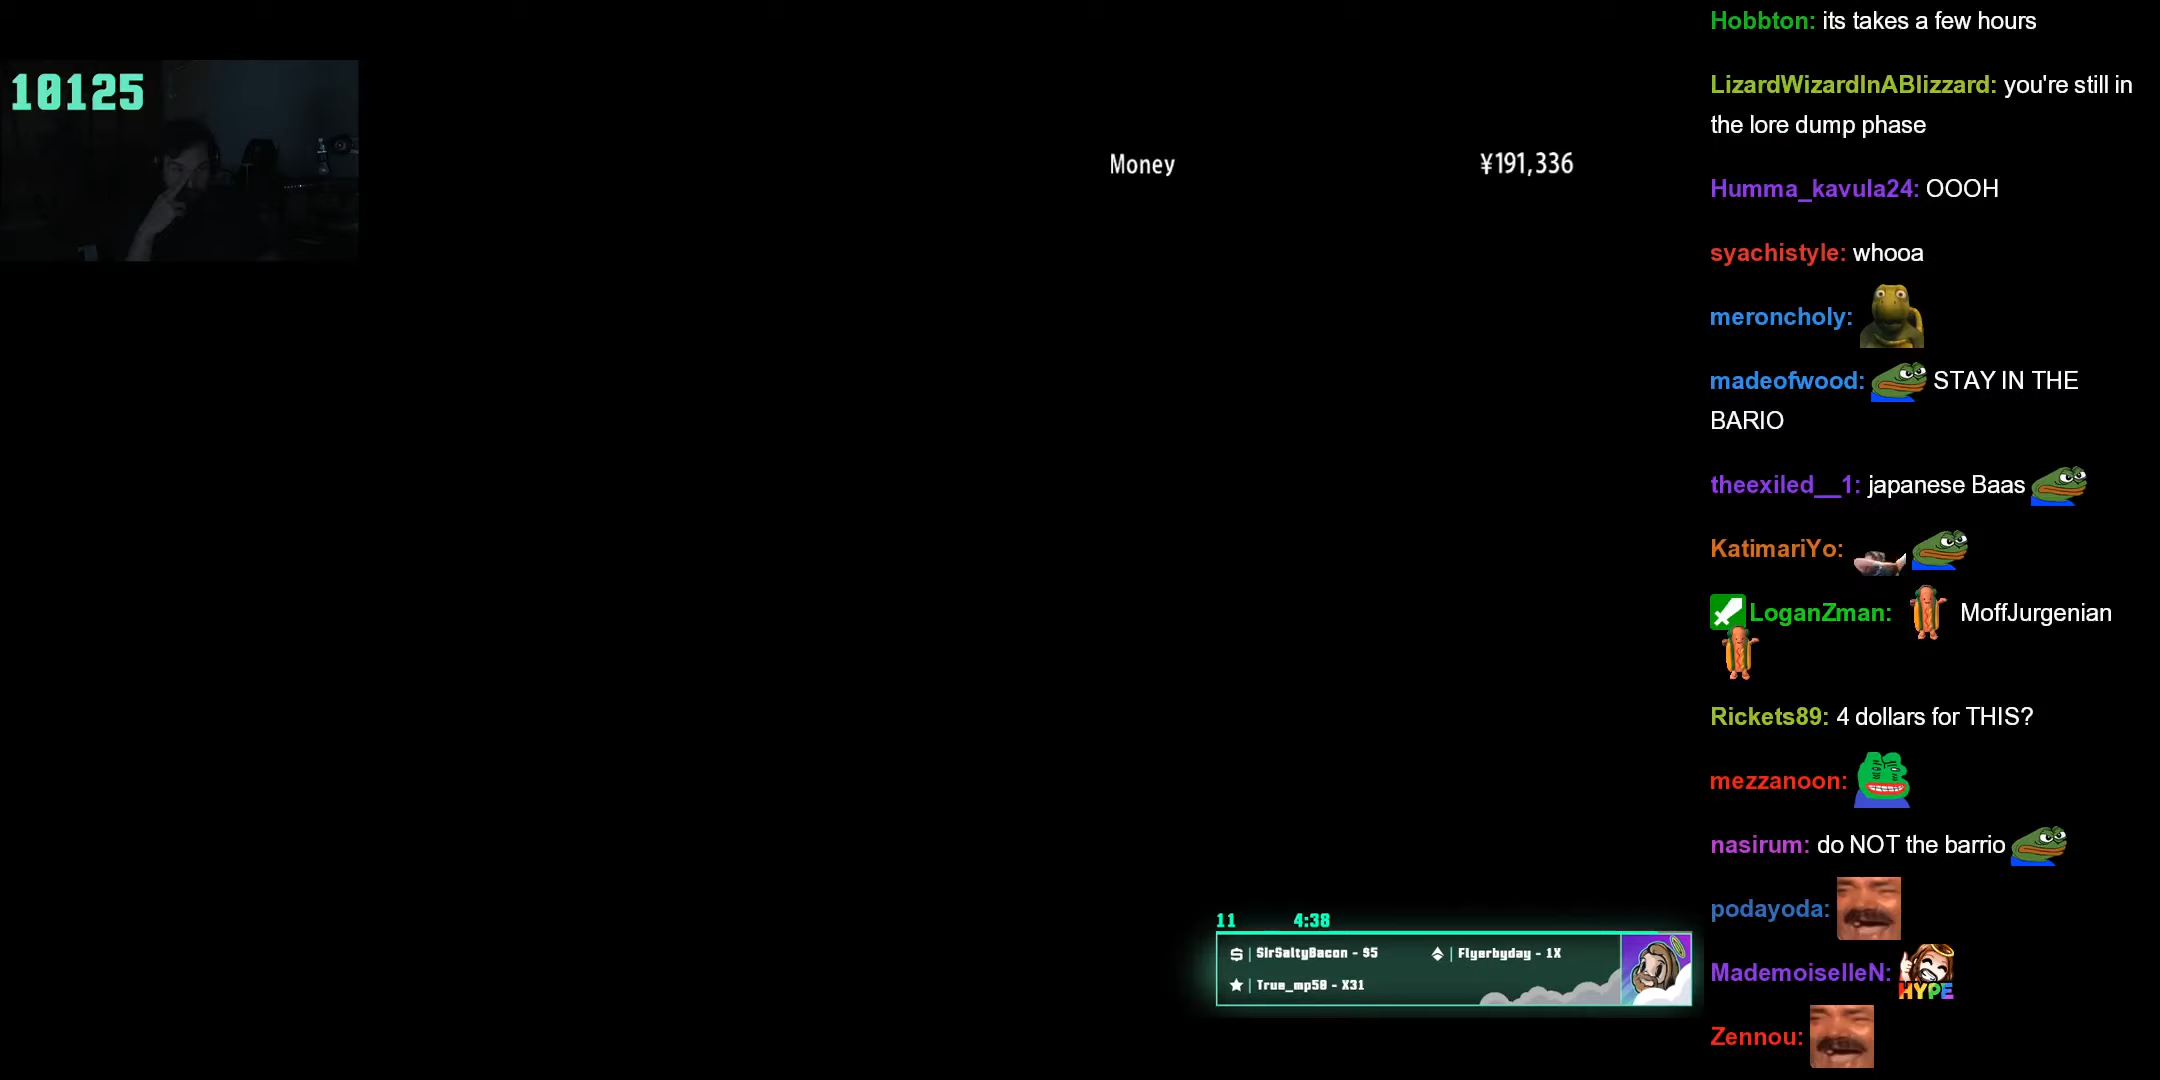 10125
Money ¥191,336
Hobbton: its takes a few hours
LizardWizardInABlizzard: you're still in
the lore dump phase
Humma_kavula24: OOOH
syachistyle: whooa
meroncholy:
madeofwood: STAY IN THE
BARIO
theexiled__1: japanese Baas
KatimariYo:
LoganZman: MoffJurgenian
Rickets89: 4 dollars for THIS?
mezzanoon:
nasirum: do NOT the barrio
podayoda:
MademoiselleN: HYPE
Zennou:
11 4:38
$ | SirSaltyBacon - $5 | Flyerbyday - 1X
| True_mp50 - X31